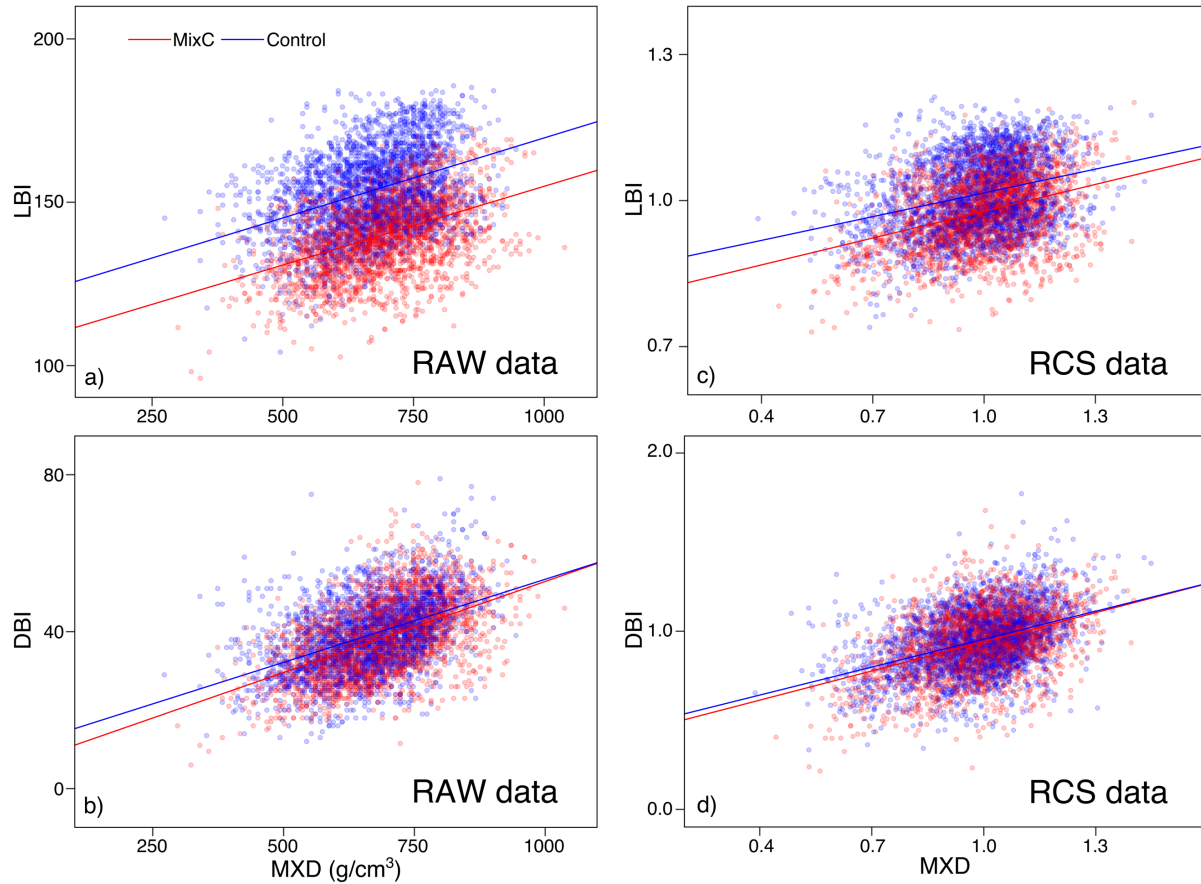 200
MixC
Control
LBI
150
100
a)
RAW data
250
500
750
1000
1.3
LBI
1.0
0.7
c)
RCS data
0.4
0.7
1.0
1.3
80
DBI
40
0
b)
RAW data
250
500
750
1000
MXD (g/cm³)
2.0
DBI
1.0
0.0
d)
RCS data
0.4
0.7
1.0
1.3
MXD